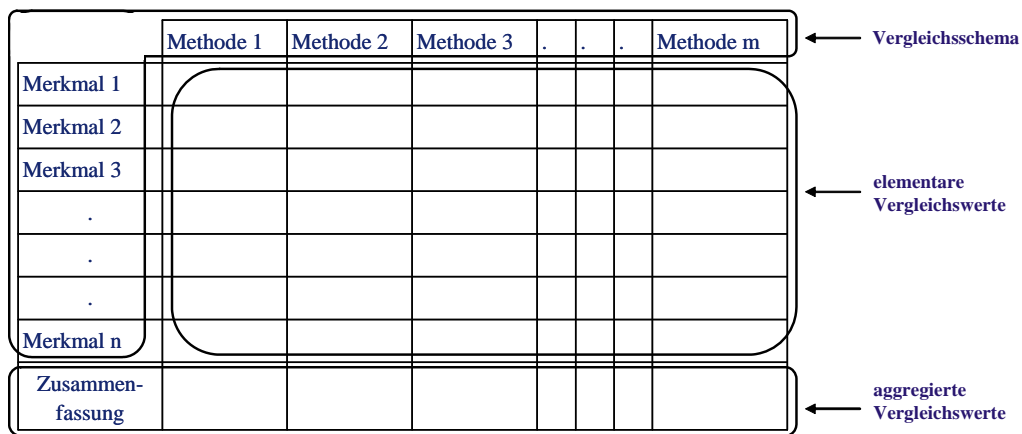 Methode 1 Methode 2 Methode 3 . . . Methode m
Vergleichsschema
Merkmal 1
Merkmal 2
Merkmal 3
.
.
.
Merkmal n
elementare
Vergleichswerte
Zusammen-
fassung
aggregierte
Vergleichswerte